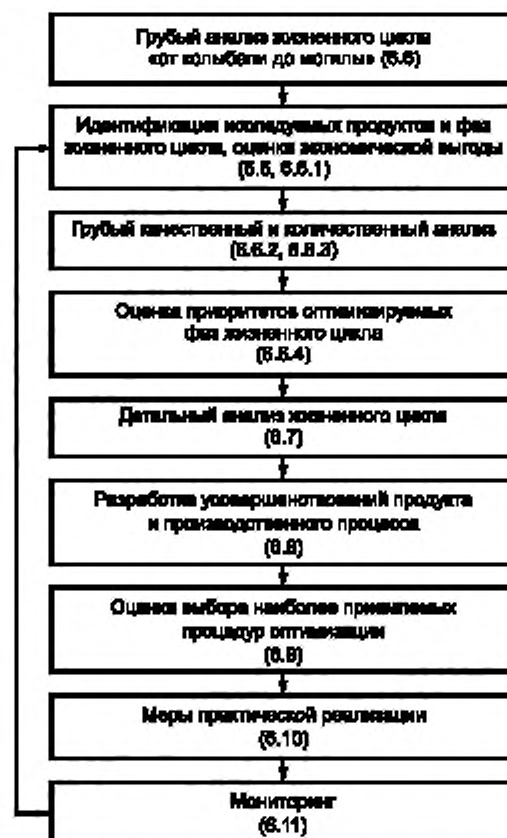 Грубый анализ жизненного цикла
«от колыбели до могилы» (6.6)
Идентификация исследуемых продуктов и фаз
жизненного цикла, оценка экономической выгоды
(6.5, 6.6.1)
Грубый качественный и количественный анализ
(6.6.2, 6.6.3)
Оценка приоритетов оптимизируемых
фаз жизненного цикла
(6.6.4)
Детальный анализ жизненного цикла
(6.7)
Разработка усовершенствований продукта
и производственного процесса
(6.8)
Оценка выбора наиболее приемлемых
процедур оптимизации
(6.9)
Меры практической реализации
(6.10)
Мониторинг
(6.11)